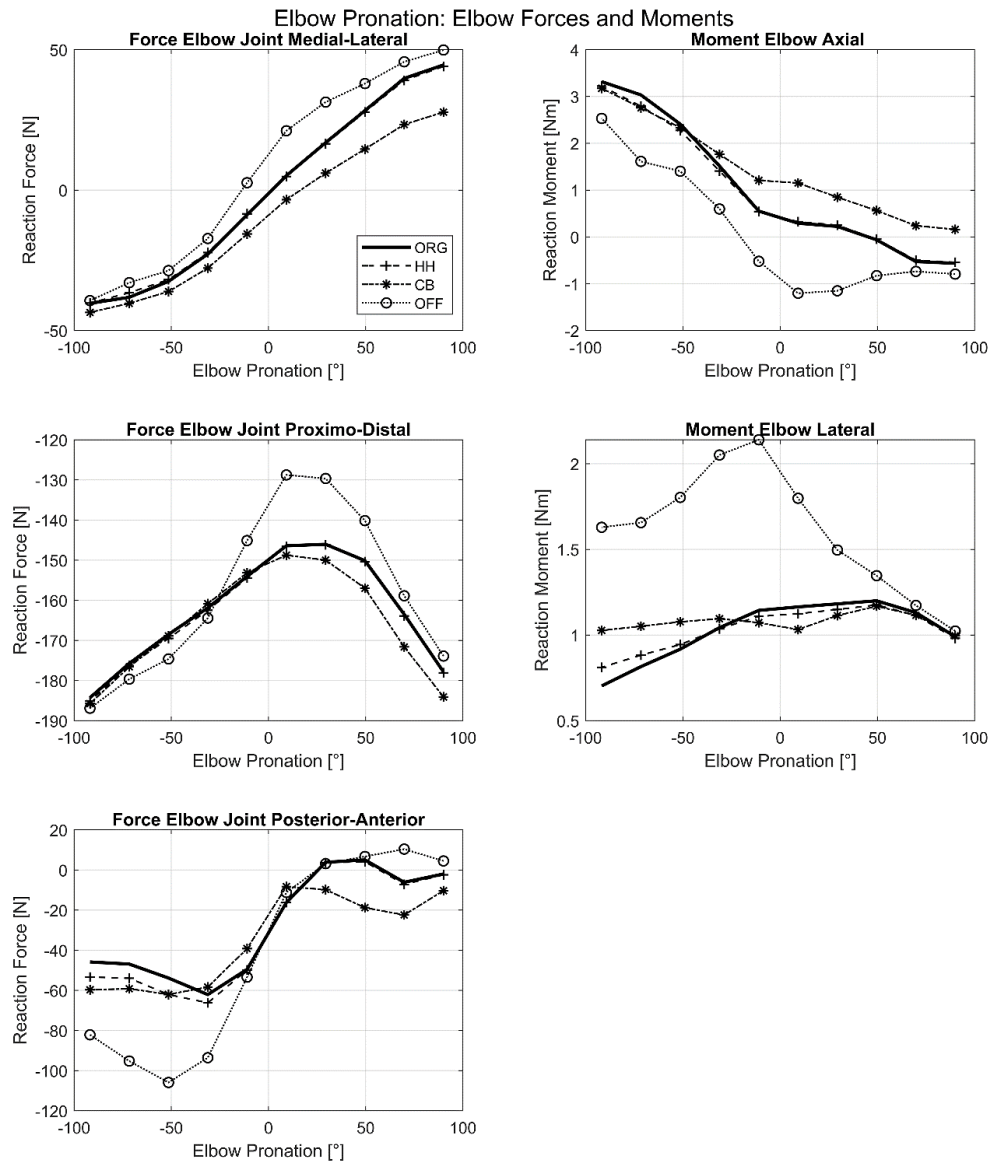 Elbow Pronation: Elbow Forces and Moments
Force Elbow Joint Medial-Lateral
50
0
-50
-100
-50
0
50
100
Reaction Force [N]
Elbow Pronation [°]
ORG
HH
CB
OFF
Moment Elbow Axial
4
3
2
1
0
-1
-2
-100
-50
0
50
100
Reaction Moment [Nm]
Elbow Pronation [°]
Force Elbow Joint Proximo-Distal
-120
-130
-140
-150
-160
-170
-180
-190
-100
-50
0
50
100
Reaction Force [N]
Elbow Pronation [°]
Moment Elbow Lateral
2
1.5
1
0.5
-100
-50
0
50
100
Reaction Moment [Nm]
Elbow Pronation [°]
Force Elbow Joint Posterior-Anterior
20
0
-20
-40
-60
-80
-100
-120
-100
-50
0
50
100
Reaction Force [N]
Elbow Pronation [°]